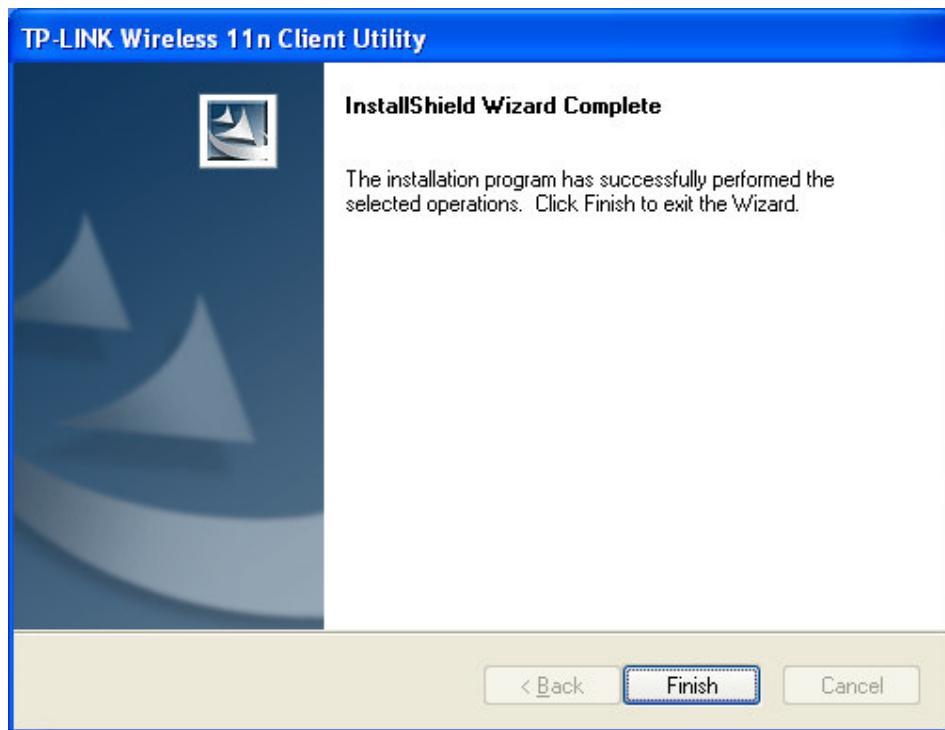 TP-LINK Wireless 11n Client Utility
InstallShield Wizard Complete
The installation program has successfully performed the
selected operations.  Click Finish to exit the Wizard.
< Back
Finish
Cancel